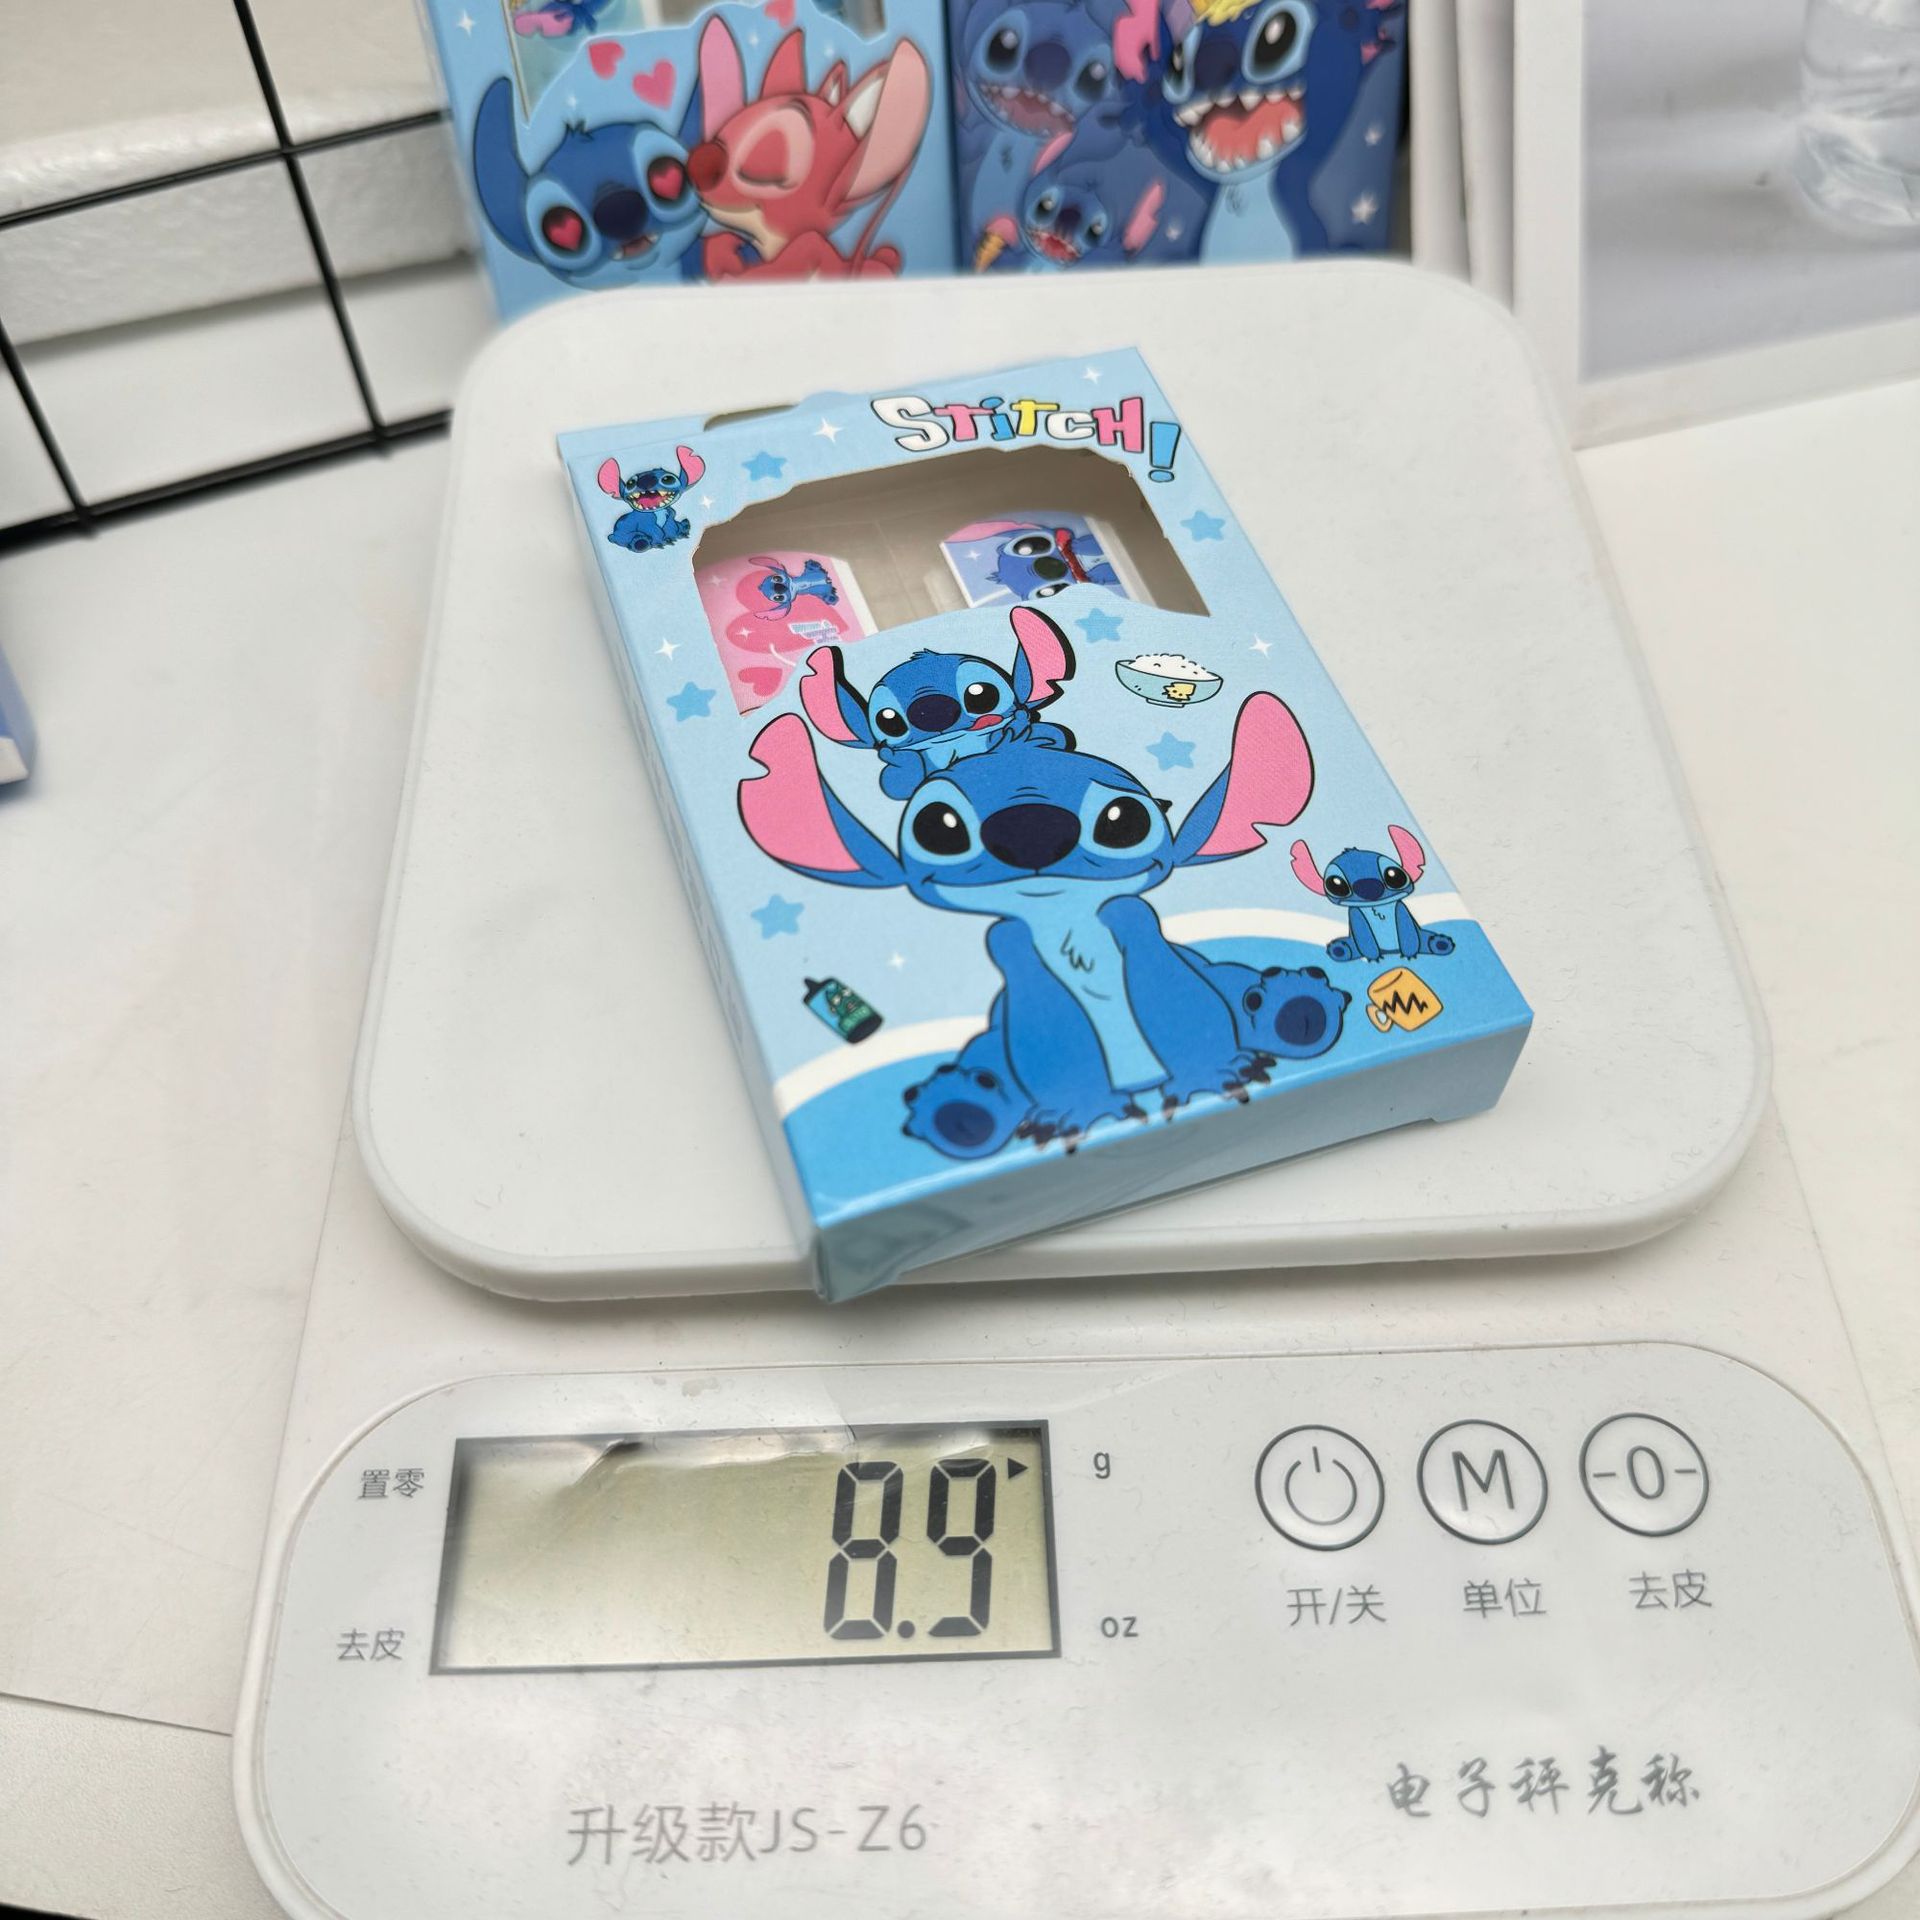 STITCH!
8.9
g
oz
置零
去皮
M
-0-
开/关
单位
去皮
升级款JS-Z6
电子秤克称